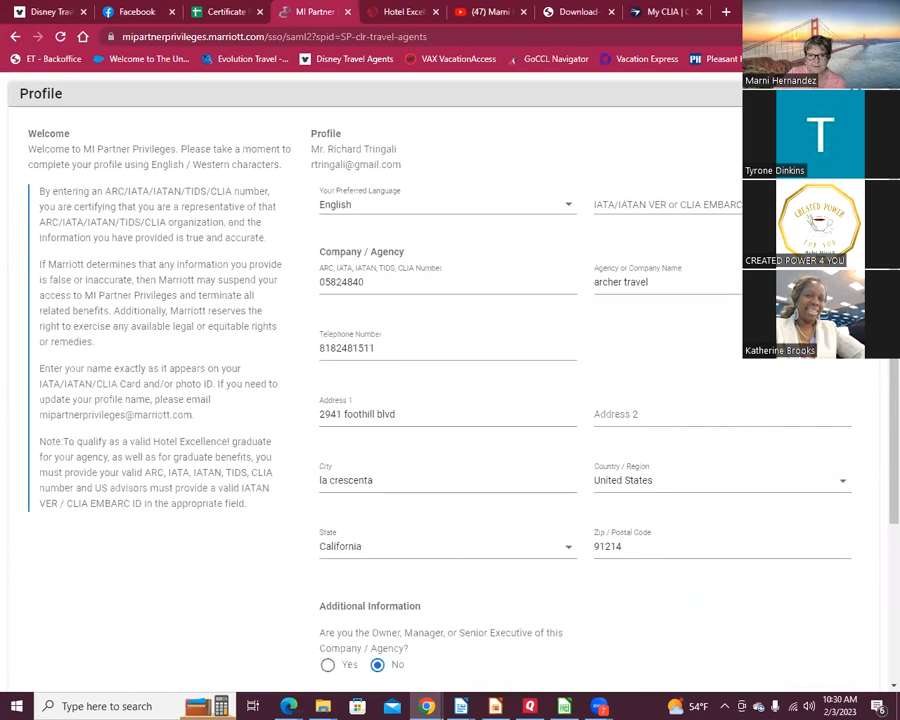 Disney Trav
Facebook
Certificate
MI Partner
Hotel Excel
(47) Marni
Download-
My CLIA |
mipartnerprivileges.marriott.com/sso/saml2?spid=SP-clr-travel-agents
ET - Backoffice
Welcome to The Uni...
Evolution Travel -...
Disney Travel Agents
VAX VacationAccess
GoCCL Navigator
Vacation Express
Pleasant
Marni Hernandez
Profile
Welcome
Welcome to MI Partner Privileges. Please take a moment to
complete your profile using English / Western characters.
By entering an ARC/IATA/IATAN/TIDS/CLIA number,
you are certifying that you are a representative of that
ARC/IATA/IATAN/TIDS/CLIA organization, and the
information you have provided is true and accurate.
If Marriott determines that any information you provide
is false or inaccurate, then Marriott may suspend your
access to MI Partner Privileges and terminate all
related benefits. Additionally, Marriott reserves the
right to exercise any available legal or equitable rights
or remedies.
Enter your name exactly as it appears on your
IATA/IATAN/CLIA Card and/or photo ID. If you need to
update your profile name, please email
mipartnerprivileges@marriott.com.
Note:To qualify as a valid Hotel Excellence! graduate
for your agency, as well as for graduate benefits, you
must provide your valid ARC, IATA, IATAN, TIDS, CLIA
number and US advisors must provide a valid IATAN
VER / CLIA EMBARC ID in the appropriate field.
Profile
Mr. Richard Tringali
rtringali@gmail.com
Your Preferred Language
English
IATA/IATAN VER or CLIA EMBARC
Company / Agency
ARC, IATA, IATAN, TIDS, CLIA Number
05824840
Agency or Company Name
archer travel
Telephone Number
8182481511
Address 1
2941 foothill blvd
Address 2
City
la crescenta
Country / Region
United States
State
California
Zip / Postal Code
91214
Additional Information
Are you the Owner, Manager, or Senior Executive of this
Company / Agency?
Yes
No
T
Tyrone Dinkins
CREATED POWER
CREATED POWER 4 YOU
Katherine Brooks
Type here to search
54°F
10:30 AM
2/3/2023
6